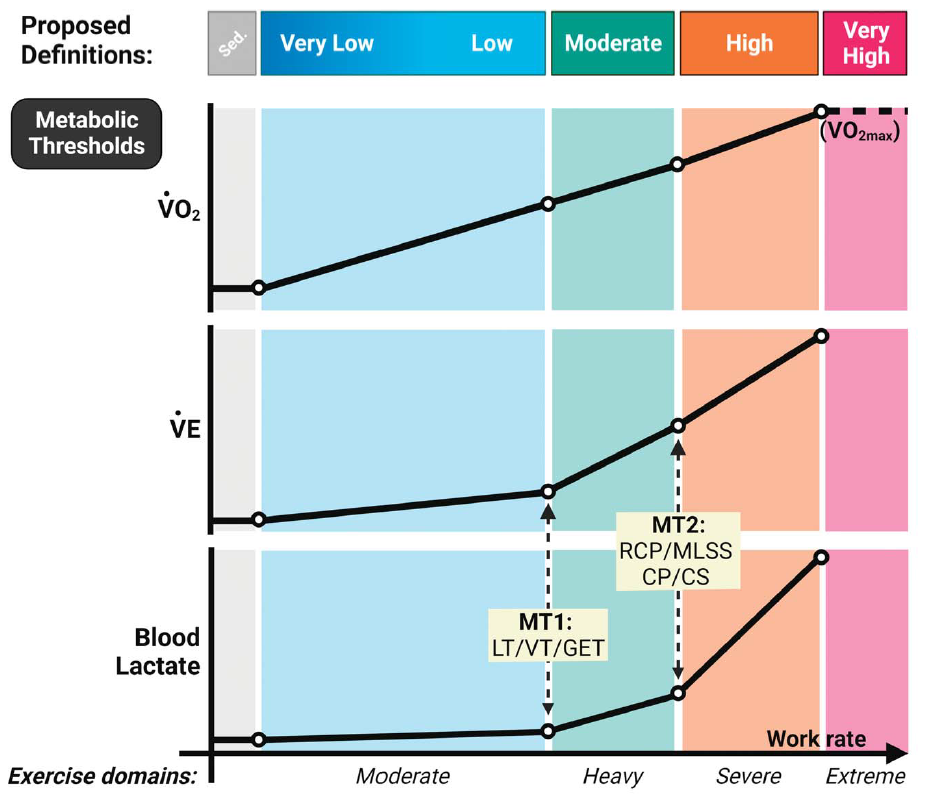 Proposed
Definitions:
Sed.
Very Low
Low
Moderate
High
Very
High
Metabolic
Thresholds
(VO₂max)
V̇O₂
V̇E
MT2:
RCP/MLSS
CP/CS
MT1:
LT/VT/GET
Blood
Lactate
Work rate
Exercise domains:
Moderate
Heavy
Severe
Extreme